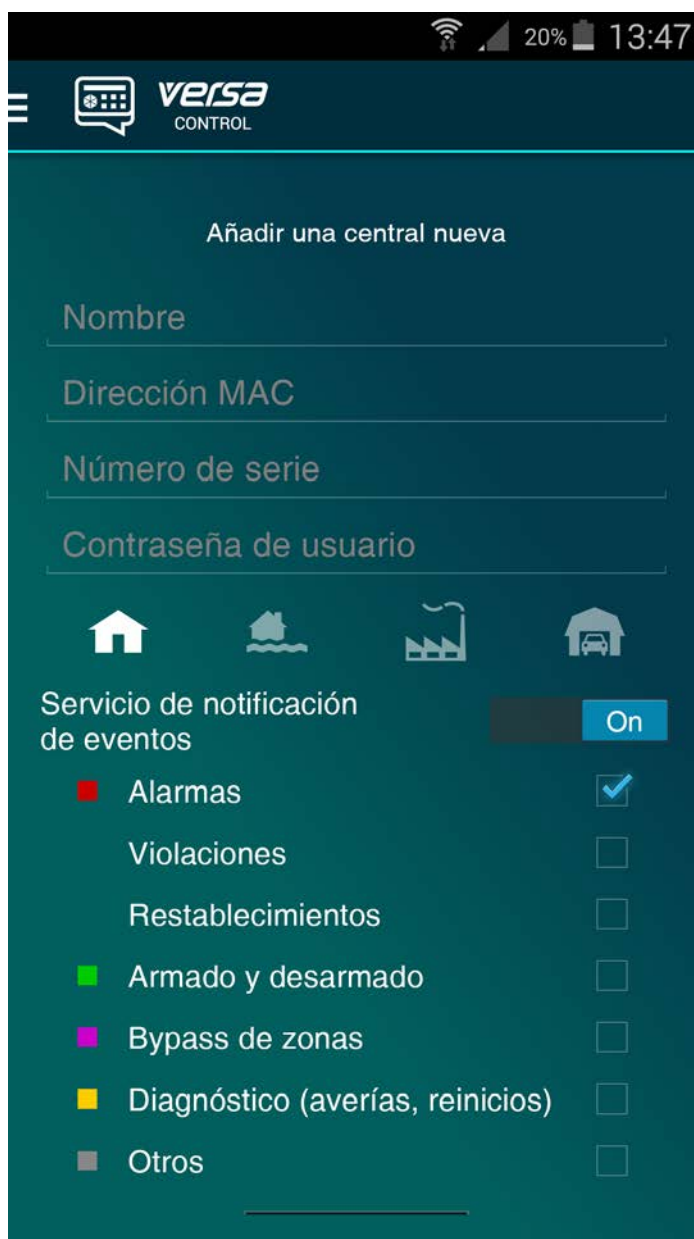 20% 13:47
versa
CONTROL
Añadir una central nueva
Nombre
Dirección MAC
Número de serie
Contraseña de usuario
Servicio de notificación
de eventos
On
Alarmas
Violaciones
Restablecimientos
Armado y desarmado
Bypass de zonas
Diagnóstico (averías, reinicios)
Otros